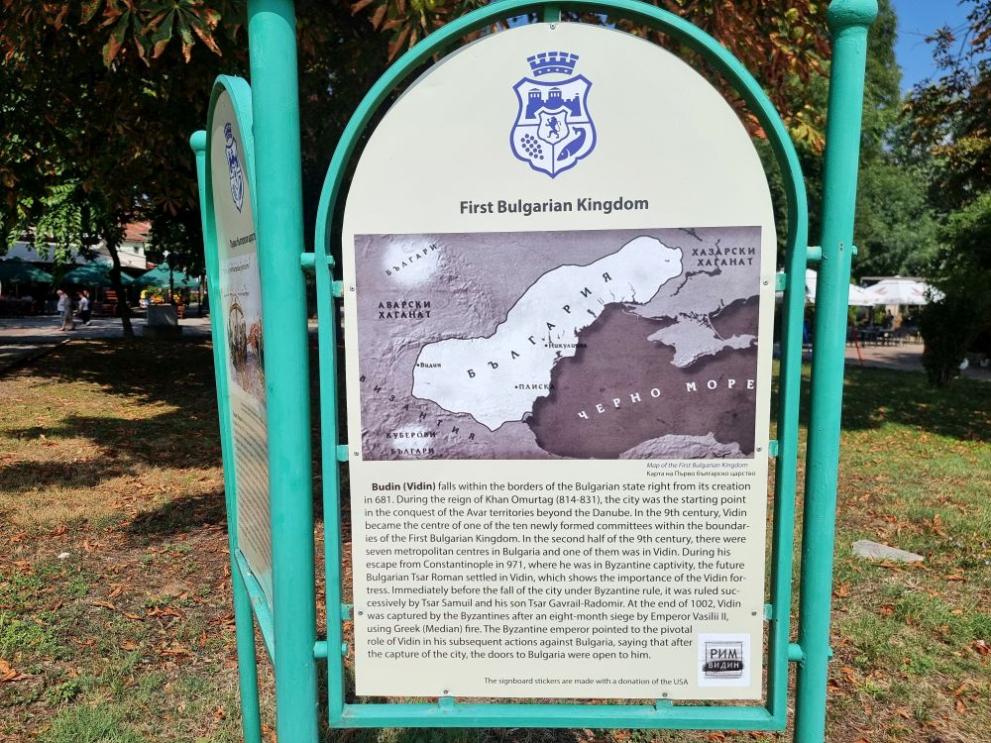 First Bulgarian Kingdom
БЪЛГАРИ
ХАЗАРСКИ
ХАГАНАТ
АВАРСКИ
ХАГАНАТ
БЪЛГАРИЯ
Никулицел
Видин
ПЛИСКА
ЧЕРНО МОРЕ
ВИЗАНТИЯ
КУБЕРОВИ
БЪЛГАРИ
Map of the First Bulgarian Kingdom
Карта на Първо българско царство
Budin (Vidin) falls within the borders of the Bulgarian state right from its creation
in 681. During the reign of Khan Omurtag (814-831), the city was the starting point
in the conquest of the Avar territories beyond the Danube. In the 9th century, Vidin
became the centre of one of the ten newly formed committees within the boundar-
ies of the First Bulgarian Kingdom. In the second half of the 9th century, there were
seven metropolitan centres in Bulgaria and one of them was in Vidin. During his
escape from Constantinople in 971, where he was in Byzantine captivity, the future
Bulgarian Tsar Roman settled in Vidin, which shows the importance of the Vidin for-
tress. Immediately before the fall of the city under Byzantine rule, it was ruled suc-
cessively by Tsar Samuil and his son Tsar Gavrail-Radomir. At the end of 1002, Vidin
was captured by the Byzantines after an eight-month siege by Emperor Vasilii II,
using Greek (Median) fire. The Byzantine emperor pointed to the pivotal
role of Vidin in his subsequent actions against Bulgaria, saying that after
the capture of the city, the doors to Bulgaria were open to him.
РИМ
ВИДИН
The signboard stickers are made with a donation of the USA